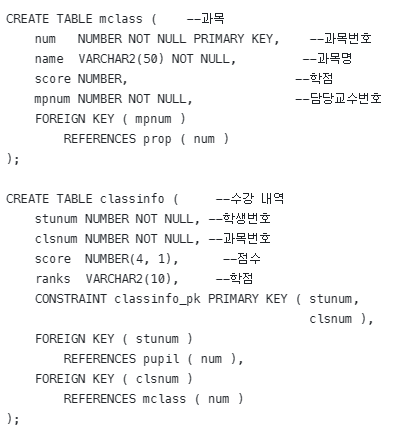 CREATE TABLE mclass (    --과목
    num   NUMBER NOT NULL PRIMARY KEY,    --과목번호
    name  VARCHAR2(50) NOT NULL,         --과목명
    score NUMBER,                       --학점
    mpnum NUMBER NOT NULL,              --담당교수번호
    FOREIGN KEY ( mpnum )
        REFERENCES prop ( num )
);

CREATE TABLE classinfo (     --수강 내역
    stunum NUMBER NOT NULL, --학생번호
    clsnum NUMBER NOT NULL, --과목번호
    score  NUMBER(4, 1),      --점수
    ranks  VARCHAR2(10),     --학점
    CONSTRAINT classinfo_pk PRIMARY KEY ( stunum,
                                          clsnum ),
    FOREIGN KEY ( stunum )
        REFERENCES pupil ( num ),
    FOREIGN KEY ( clsnum )
        REFERENCES mclass ( num )
);